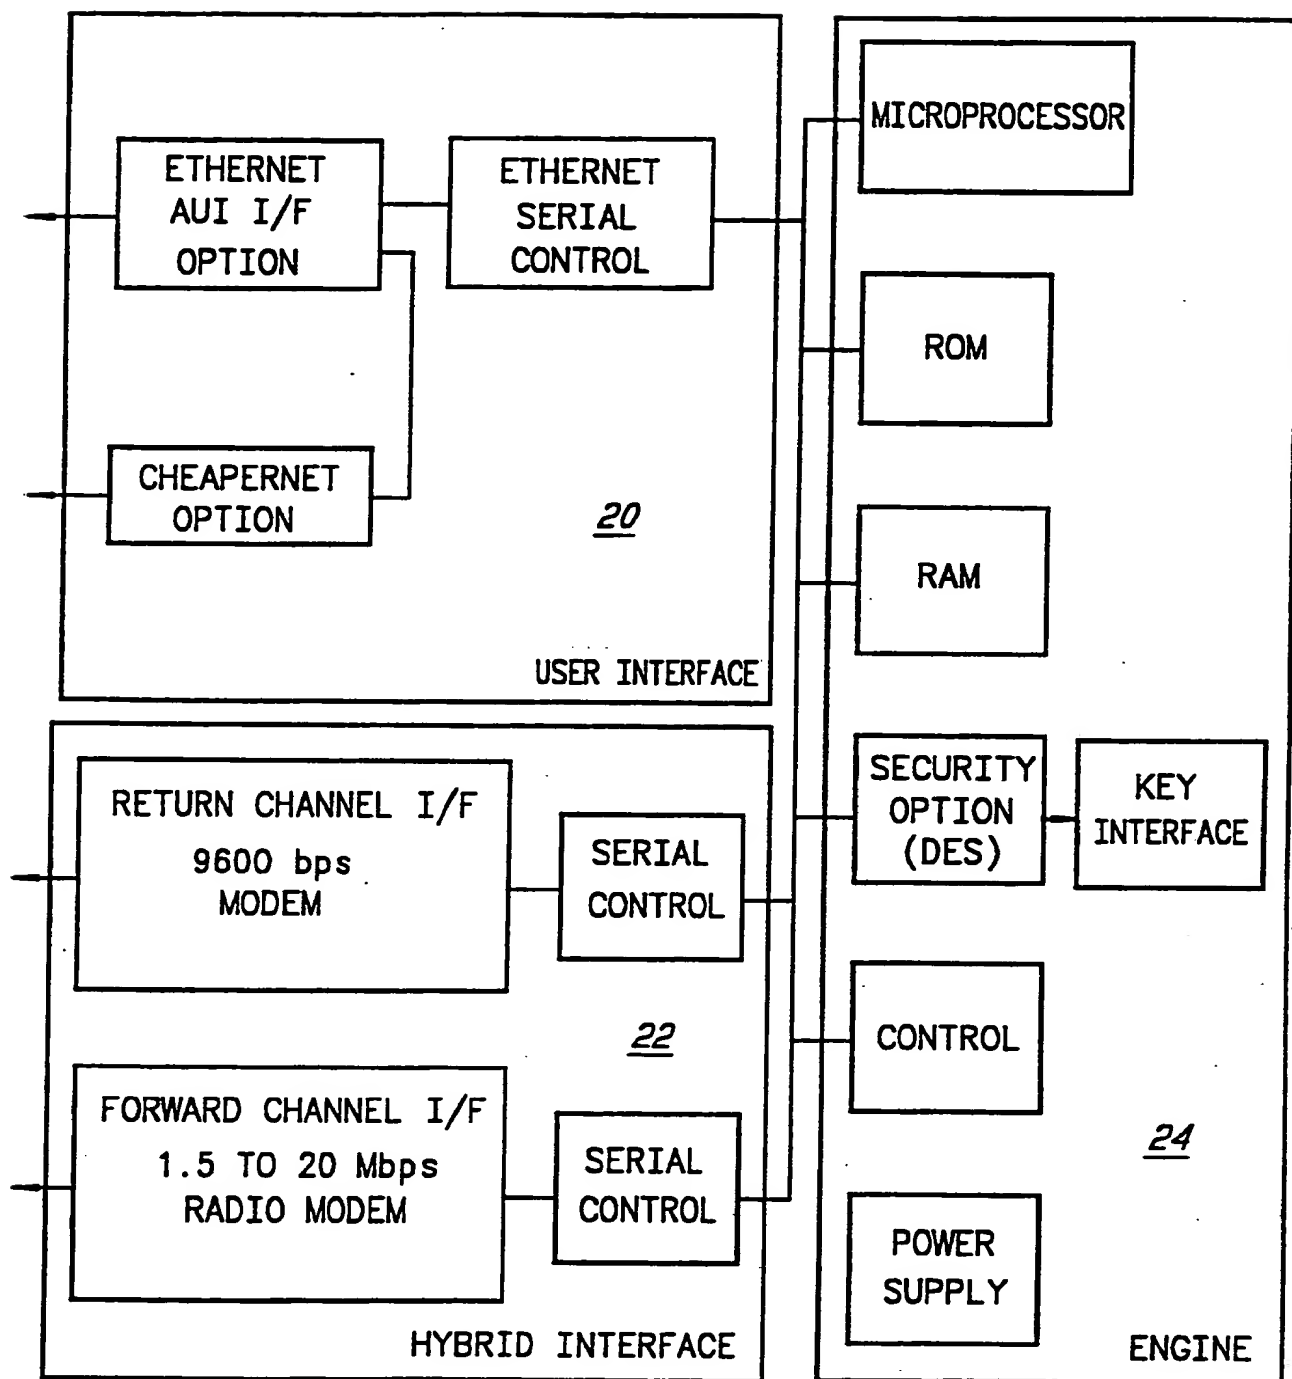 ETHERNET
AUI I/F
OPTION
ETHERNET
SERIAL
CONTROL
CHEAPERNET
OPTION
20
USER INTERFACE
RETURN CHANNEL I/F
9600 bps
MODEM
SERIAL
CONTROL
22
FORWARD CHANNEL I/F
1.5 TO 20 Mbps
RADIO MODEM
SERIAL
CONTROL
HYBRID INTERFACE
MICROPROCESSOR
ROM
RAM
SECURITY
OPTION
(DES)
KEY
INTERFACE
CONTROL
24
POWER
SUPPLY
ENGINE